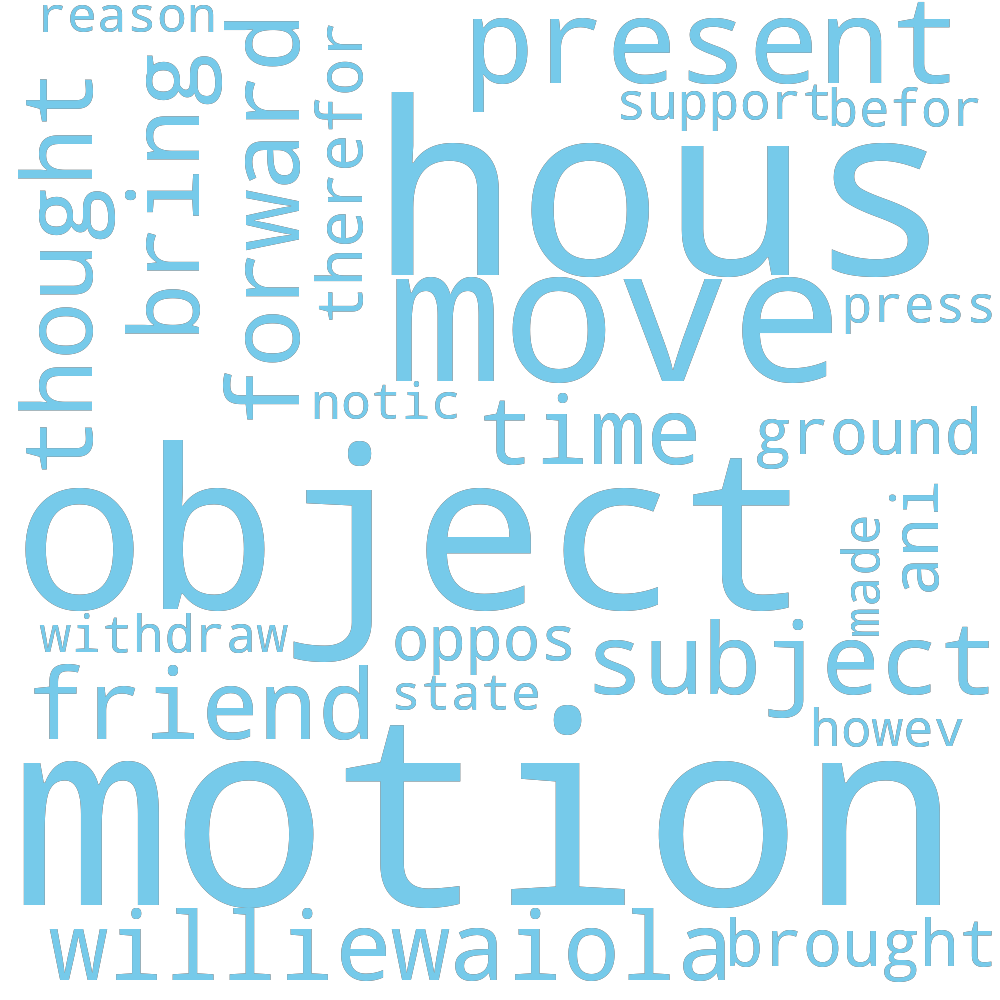 reason
present
support
befor
thought
bring
forward
therefor
hous
move
press
notic
time
ground
object
made
ani
withdraw
oppos
subject
friend
state
howev
motion
williewaiola
brought